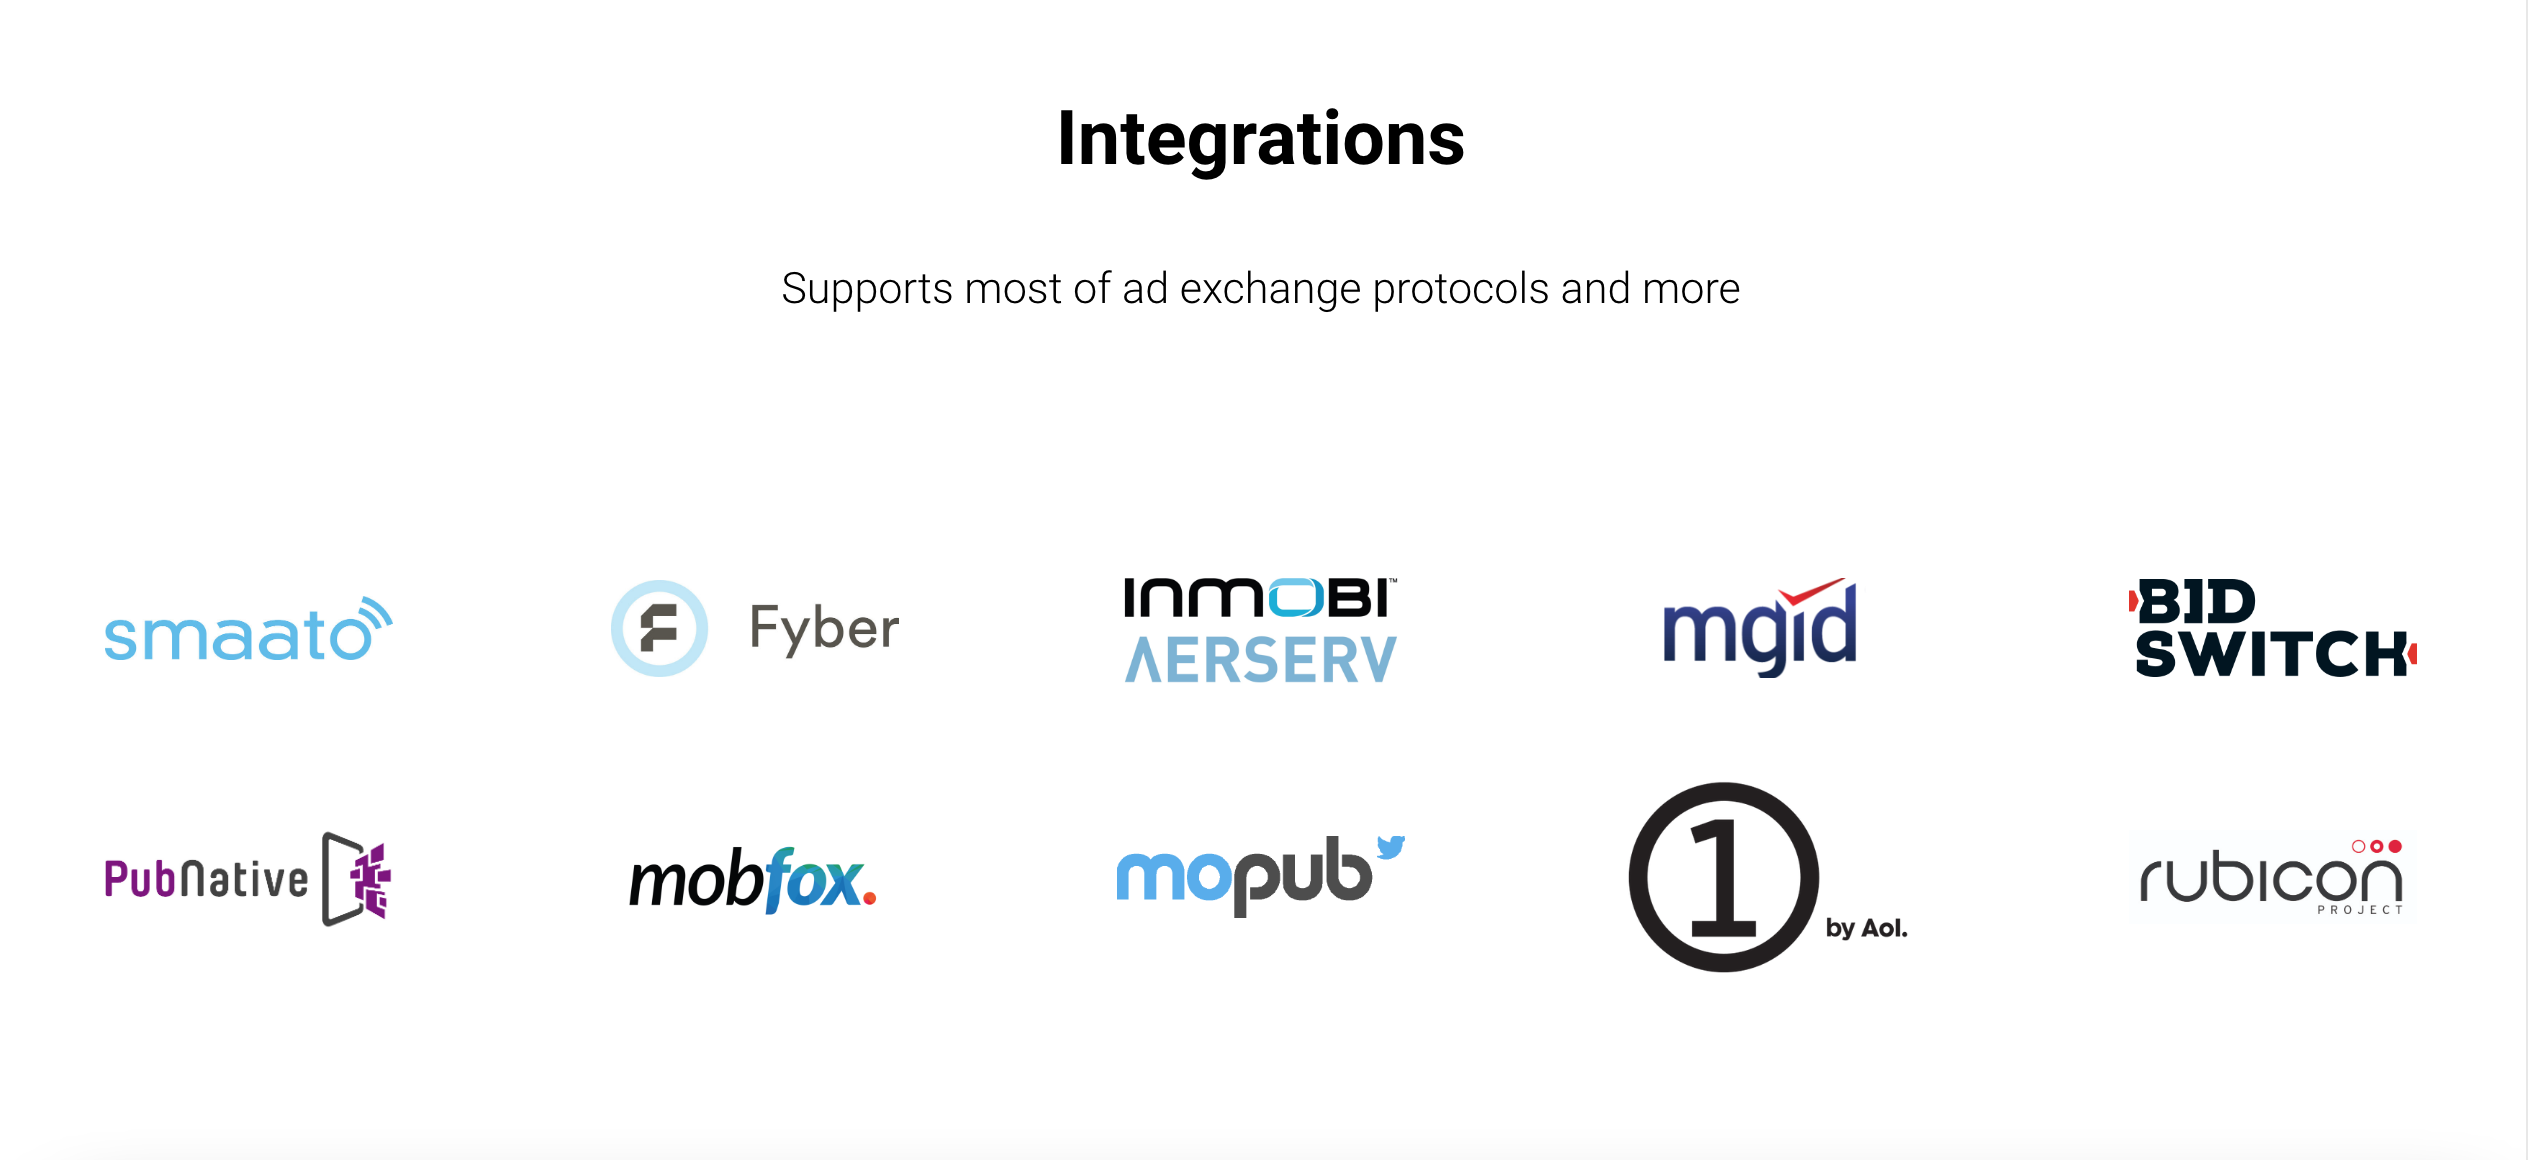 Integrations
Supports most of ad exchange protocols and more
smaato
F Fyber
INMOBI™
AERSERV
mgid
BID
SWITCH
PubNative
mobfox.
mopub
1 by Aol.
rubicon
PROJECT